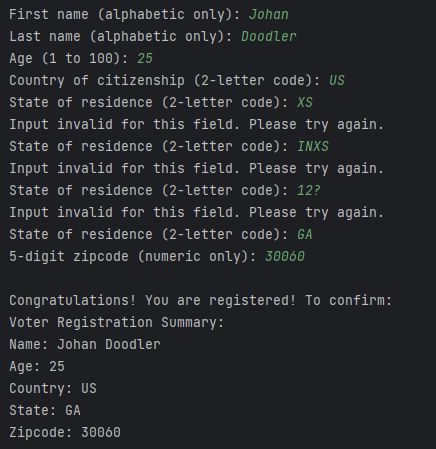 First name (alphabetic only): Johan
Last name (alphabetic only): Doodler
Age (1 to 100): 25
Country of citizenship (2-letter code): US
State of residence (2-letter code): XS
Input invalid for this field. Please try again.
State of residence (2-letter code): INXS
Input invalid for this field. Please try again.
State of residence (2-letter code): 12?
Input invalid for this field. Please try again.
State of residence (2-letter code): GA
5-digit zipcode (numeric only): 30060
Congratulations! You are registered! To confirm:
Voter Registration Summary:
Name: Johan Doodler
Age: 25
Country: US
State: GA
Zipcode: 30060